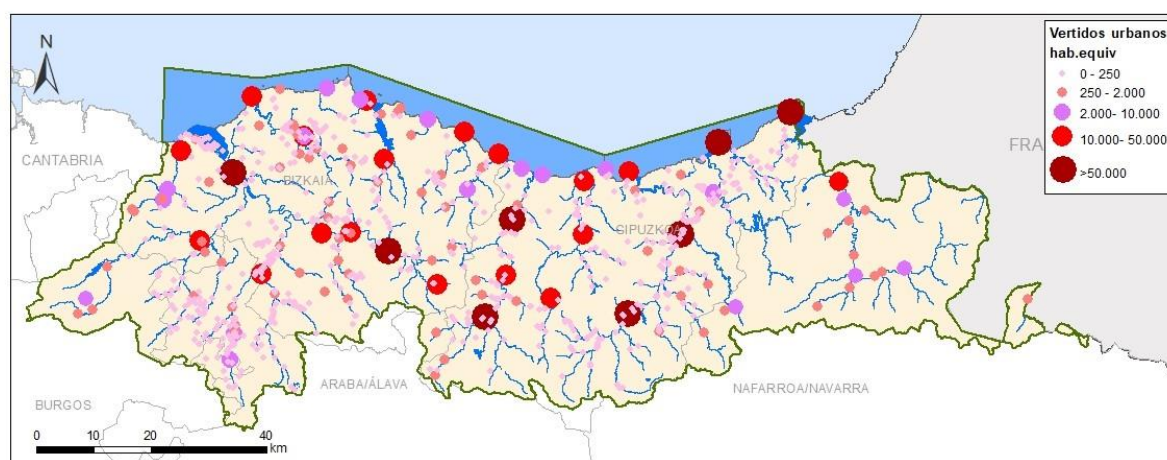 N
Vertidos urbanos
hab.equiv
0 - 250
250 - 2.000
2.000- 10.000
10.000- 50.000
>50.000
FRA
CANTABRIA
BIZKAIA
GIPUZKOA
ARABA/ÁLAVA
NAFARROA/NAVARRA
BURGOS
0 10 20 40
km